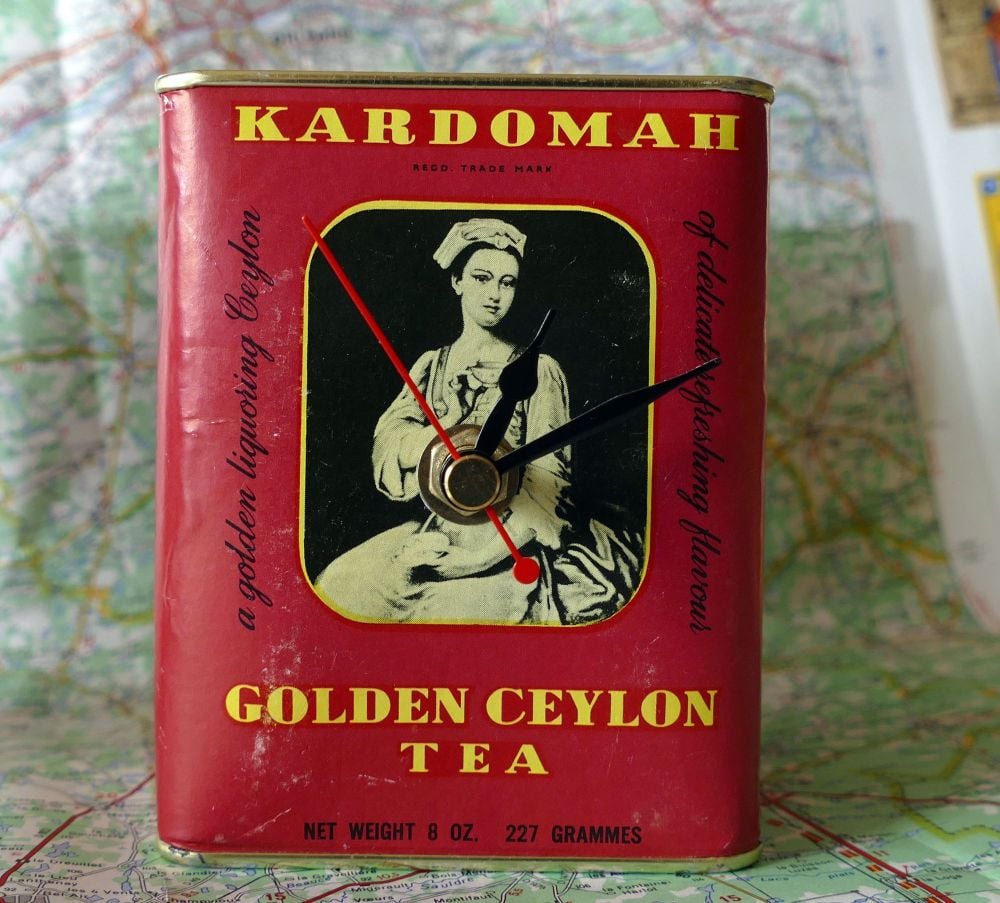 KARDOMAH
REGD. TRADE MARK
a golden liquoring Ceylon
of delicate refreshing flavour
GOLDEN CEYLON
TEA
NET WEIGHT 8 OZ. 227 GRAMMES